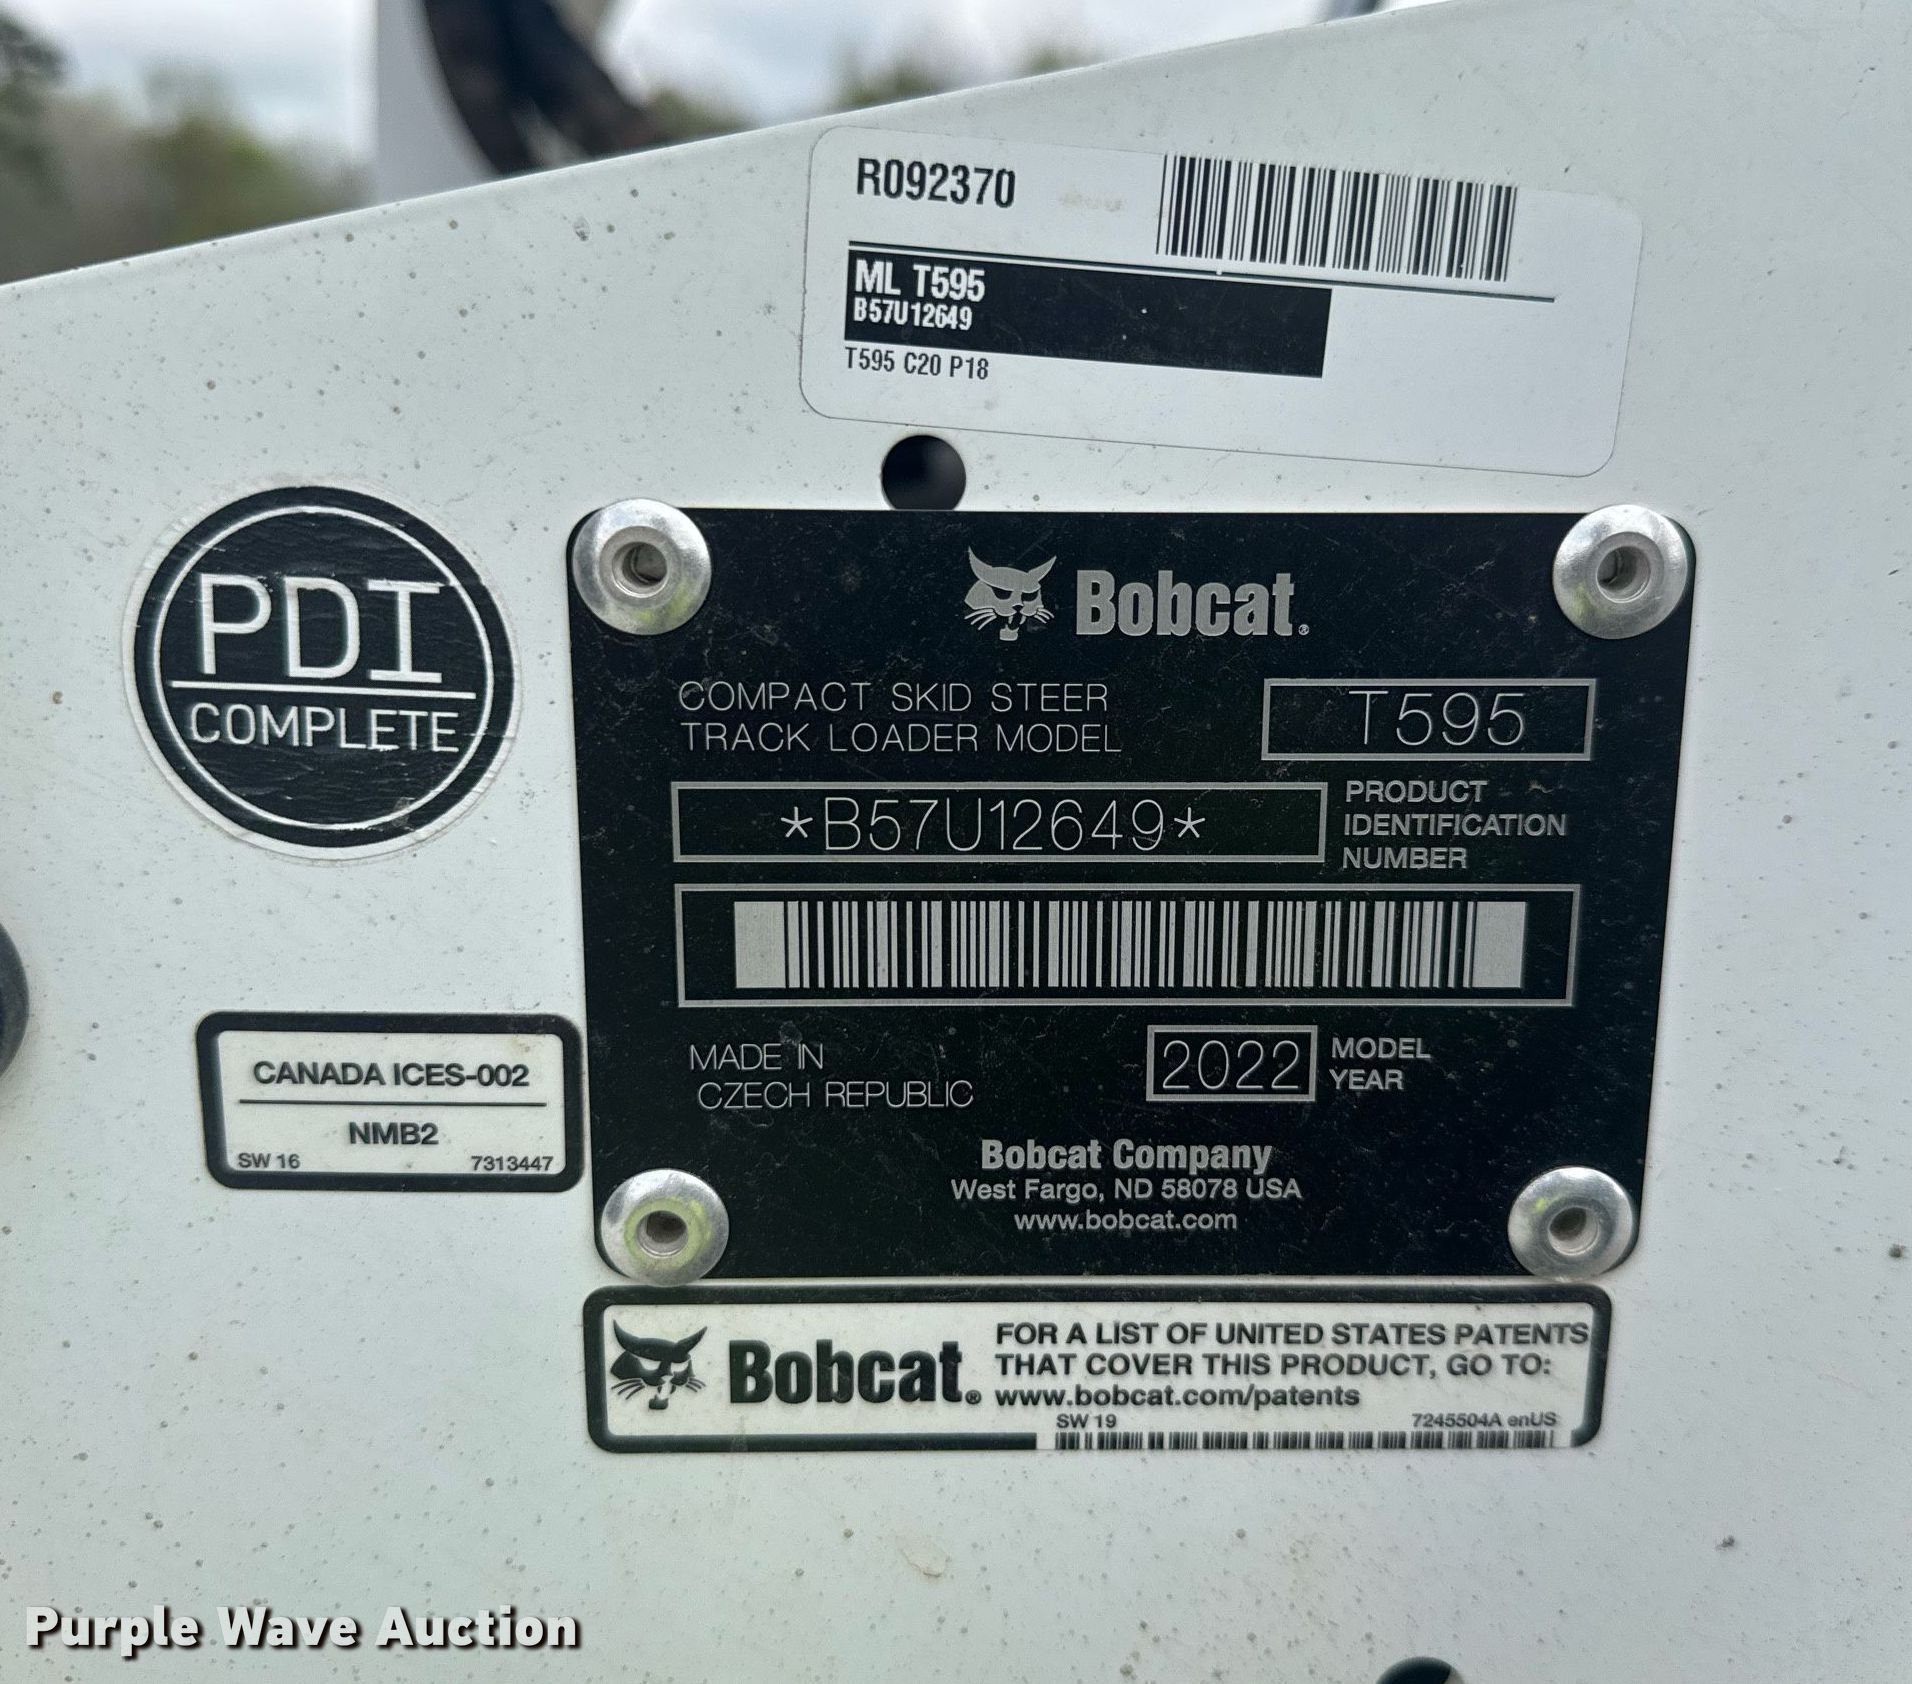 R092370
ML T595
B57U12649
T595 C20 P18
PDI
COMPLETE
Bobcat®
COMPACT SKID STEER
TRACK LOADER MODEL
T595
*B57U12649*
PRODUCT
IDENTIFICATION
NUMBER
MADE IN
CZECH REPUBLIC
2022
MODEL
YEAR
Bobcat Company
West Fargo, ND 58078 USA
www.bobcat.com
CANADA ICES-002
NMB2
SW 16 7313447
Bobcat®
FOR A LIST OF UNITED STATES PATENTS
THAT COVER THIS PRODUCT, GO TO:
www.bobcat.com/patents
SW 19 7245504A enUS
Purple Wave Auction